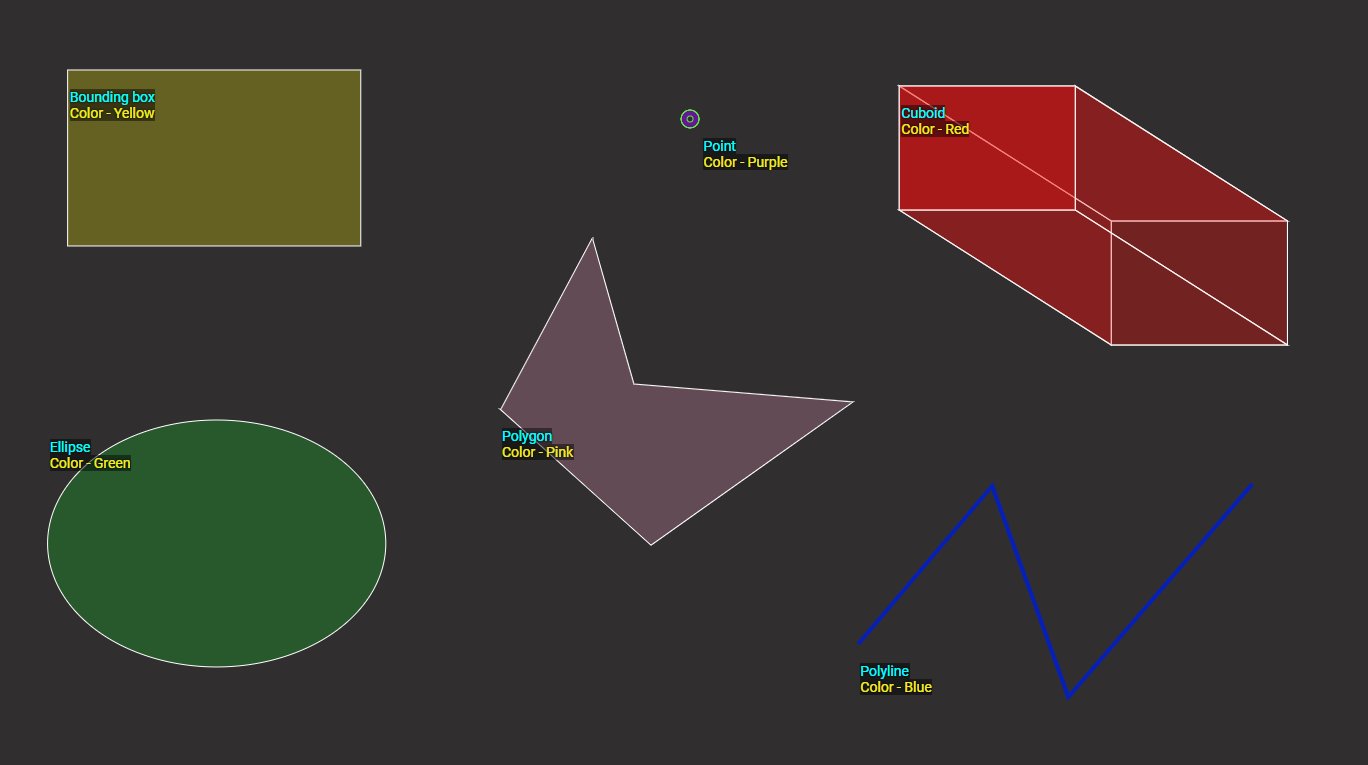 Bounding box
Color - Yellow
Point
Color - Purple
Cuboid
Color - Red
Polygon
Color - Pink
Ellipse
Color - Green
Polyline
Color - Blue